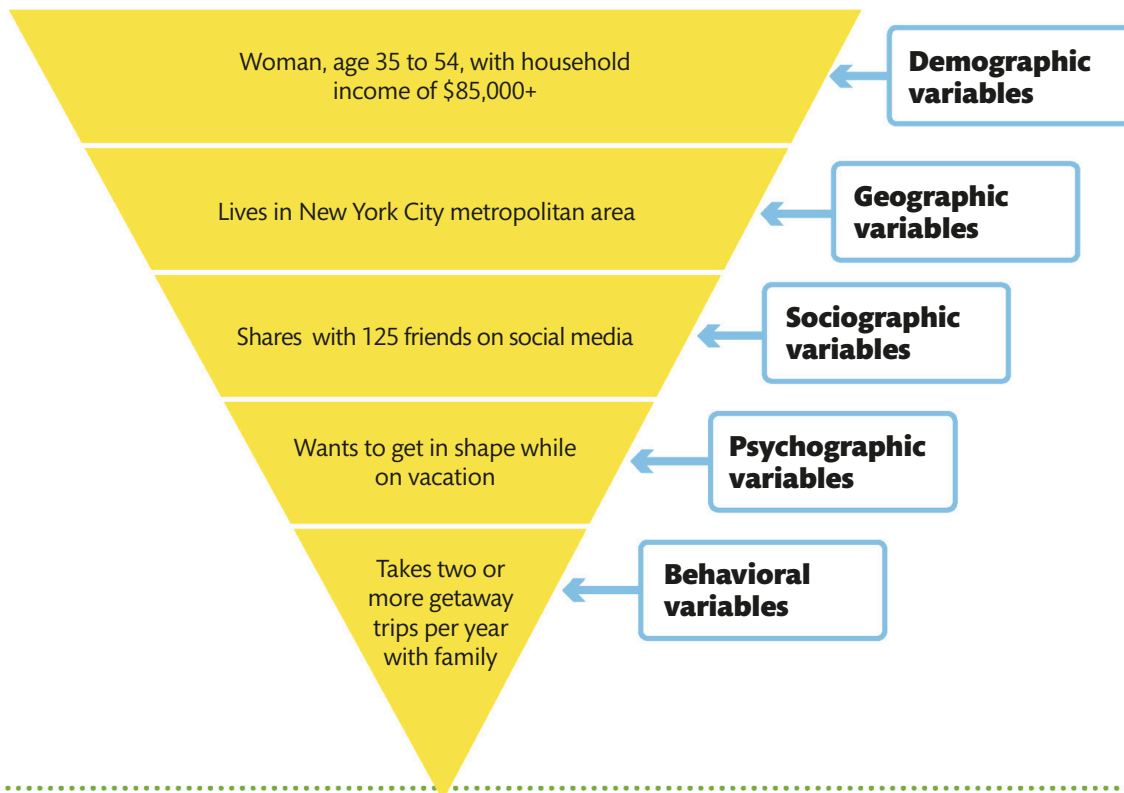 Woman, age 35 to 54, with household
income of $85,000+
Demographic
variables
Lives in New York City metropolitan area
Geographic
variables
Shares with 125 friends on social media
Sociographic
variables
Wants to get in shape while
on vacation
Psychographic
variables
Takes two or
more getaway
trips per year
with family
Behavioral
variables